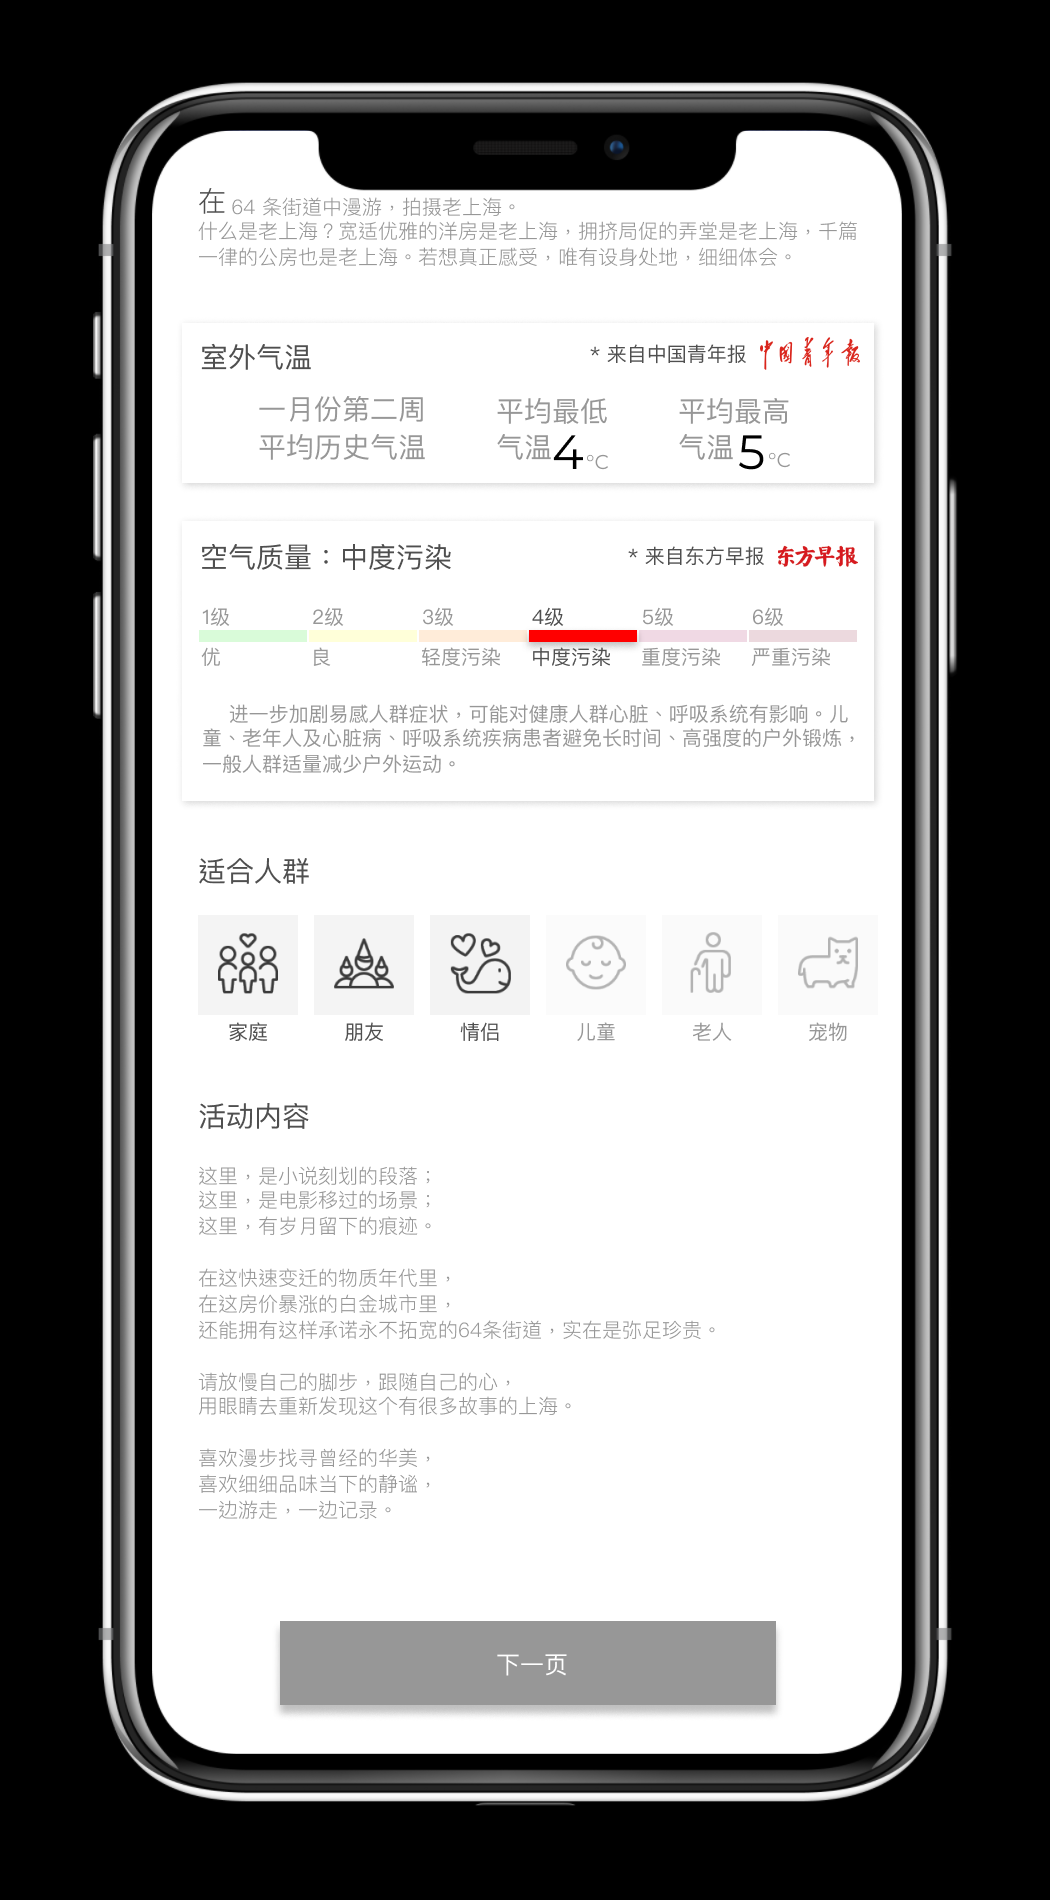 在 64 条街道中漫游，拍摄老上海。
什么是老上海？宽适优雅的洋房是老上海，拥挤局促的弄堂是老上海，千篇
一律的公房也是老上海。若想真正感受，唯有设身处地，细细体会。
室外气温
* 来自中国青年报 中国青年报
一月份第二周
平均历史气温
平均最低
气温4°C
平均最高
气温5°C
空气质量：中度污染
* 来自东方早报 东方早报
1级 2级 3级 4级 5级 6级
优 良 轻度污染 中度污染 重度污染 严重污染
进一步加剧易感人群症状，可能对健康人群心脏、呼吸系统有影响。儿
童、老年人及心脏病、呼吸系统疾病患者避免长时间、高强度的户外锻炼，
一般人群适量减少户外运动。
适合人群
家庭 朋友 情侣 儿童 老人 宠物
活动内容
这里，是小说刻划的段落；
这里，是电影移过的场景；
这里，有岁月留下的痕迹。
在这快速变迁的物质年代里，
在这房价暴涨的白金城市里，
还能拥有这样承诺永不拓宽的64条街道，实在是弥足珍贵。
请放慢自己的脚步，跟随自己的心，
用眼睛去重新发现这个有很多故事的上海。
喜欢漫步找寻曾经的华美，
喜欢细细品味当下的静谧，
一边游走，一边记录。
下一页